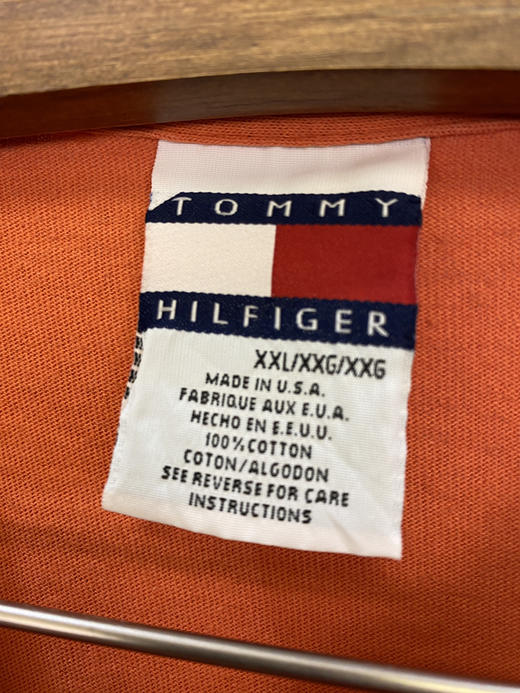 TOMMY
HILFIGER
XXL/XXG/XXG
MADE IN U.S.A.
FABRIQUE AUX E.U.A.
HECHO EN E.E.U.U.
100%COTTON
COTON/ALGODON
SEE REVERSE FOR CARE
INSTRUCTIONS